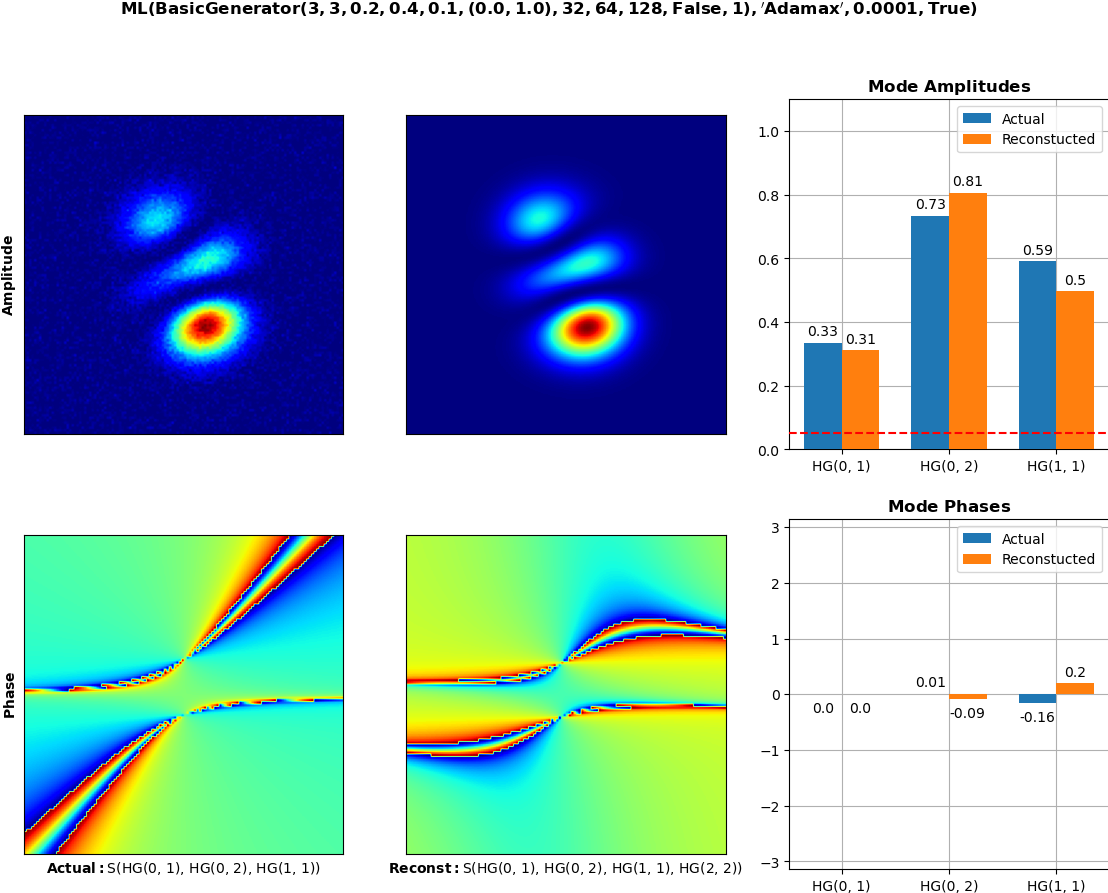 ML(BasicGenerator(3, 3, 0.2, 0.4, 0.1, (0.0, 1.0), 32, 64, 128, False, 1), ′Adamax′, 0.0001, True)
Amplitude
Mode Amplitudes
Actual
Reconstucted
1.0
0.8
0.6
0.4
0.2
0.0
0.33
0.31
0.73
0.81
0.59
0.5
HG(0, 1)
HG(0, 2)
HG(1, 1)
Phase
Actual: S(HG(0, 1), HG(0, 2), HG(1, 1))
Reconst: S(HG(0, 1), HG(0, 2), HG(1, 1), HG(2, 2))
Mode Phases
Actual
Reconstucted
3
2
1
0
−1
−2
−3
0.0
0.0
0.01
-0.09
-0.16
0.2
HG(0, 1)
HG(0, 2)
HG(1, 1)